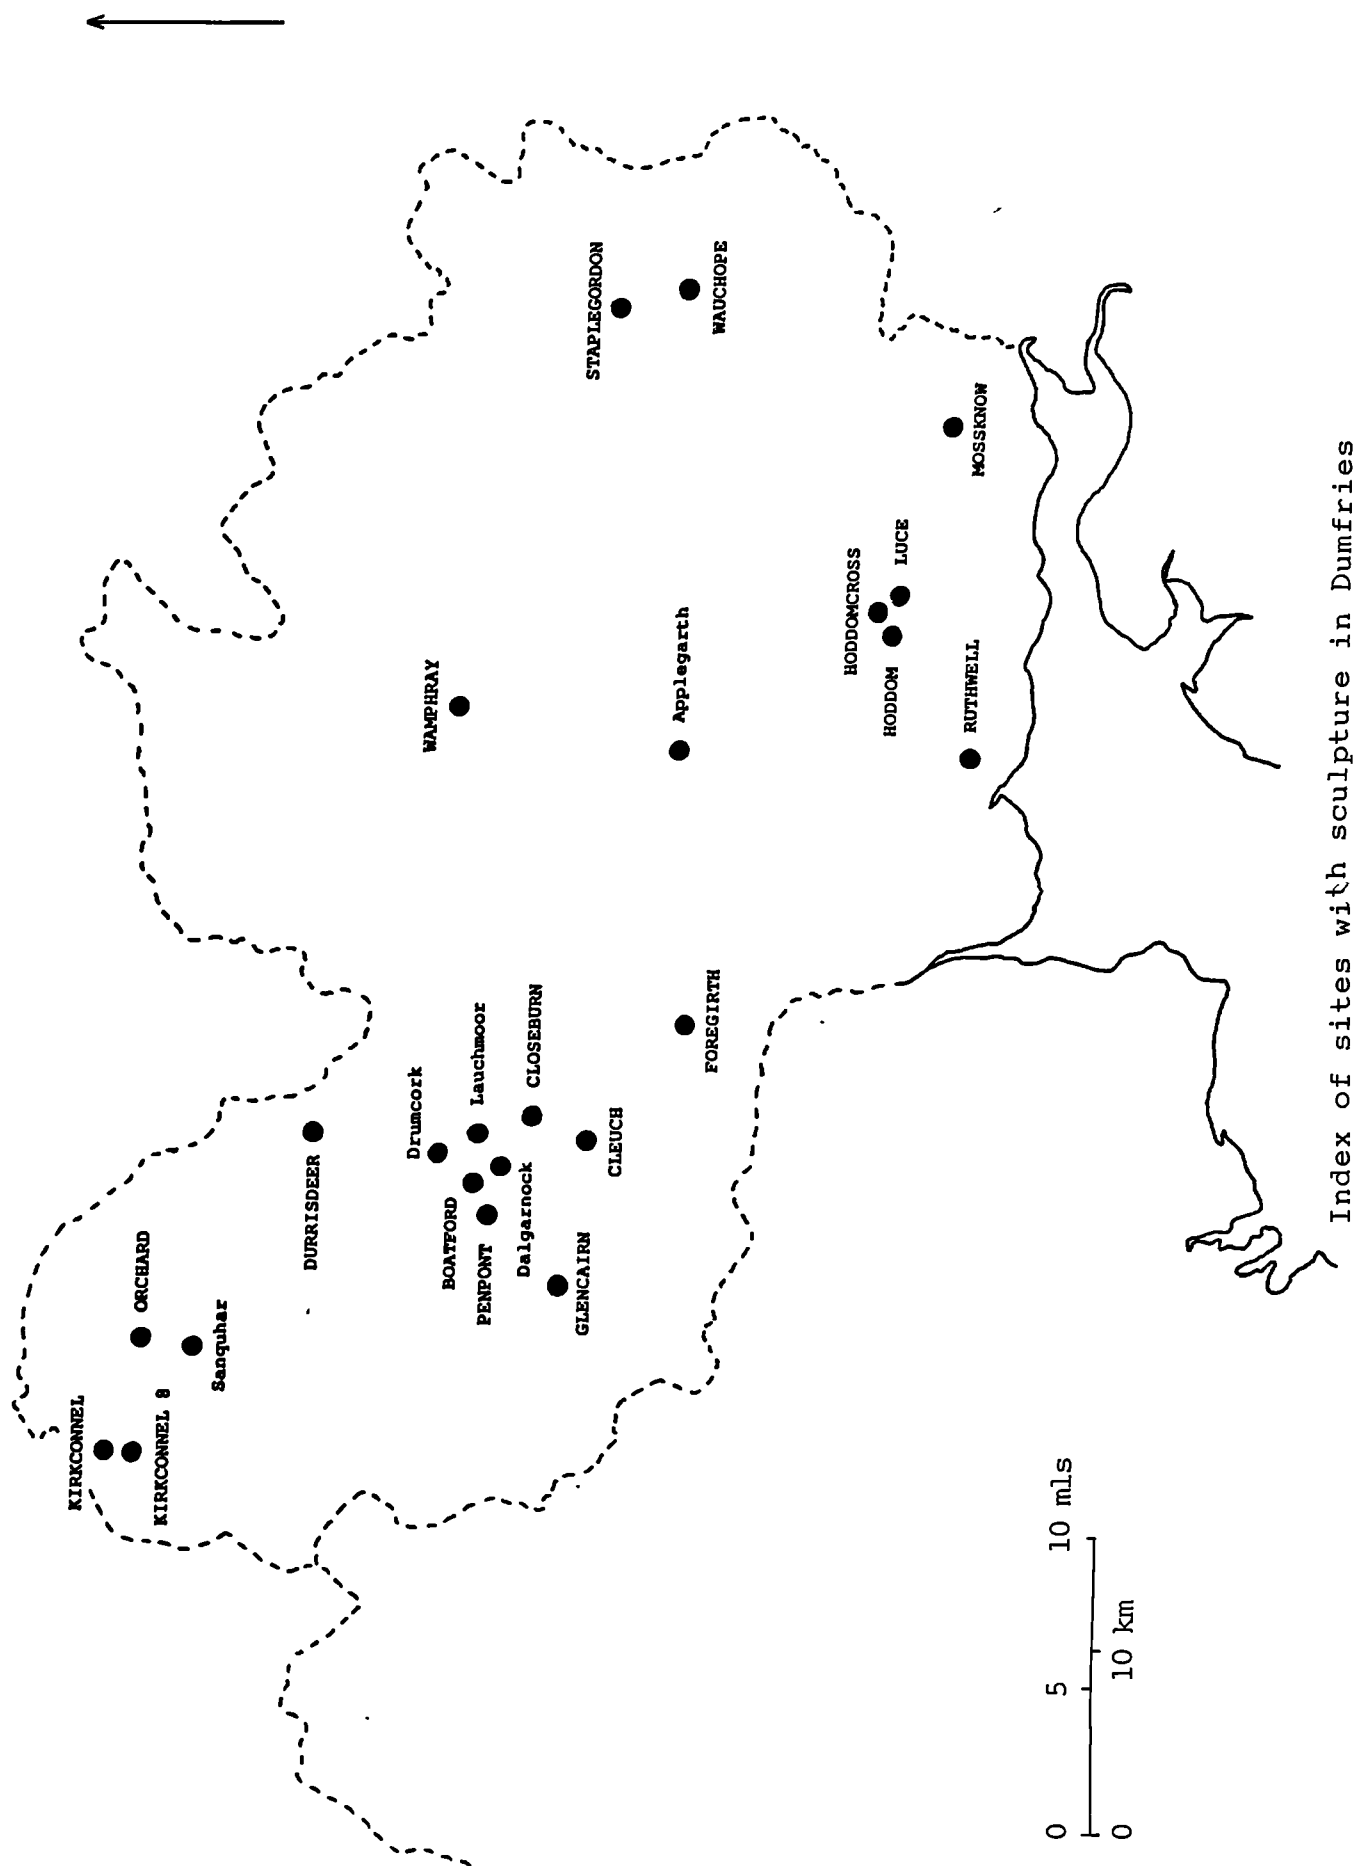 KIRKCONNEL
KIRKCONNEL 8
ORCHARD
Sanquhar
DURRISDEER
Drumcork
BOATFORD
Lauchmoor
PENPONT
Dalgarnock
CLOSEBURN
GLENCAIRN
CLEUCH
FOREGIRTH
WAMPHRAY
Applegarth
STAPLEGORDON
WAUCHOPE
HODDOMCROSS
HODDOM
LUCE
RUTHWELL
MOSSKNOW
0 5 10 mls
0 10 km
Index of sites with sculpture in Dumfries